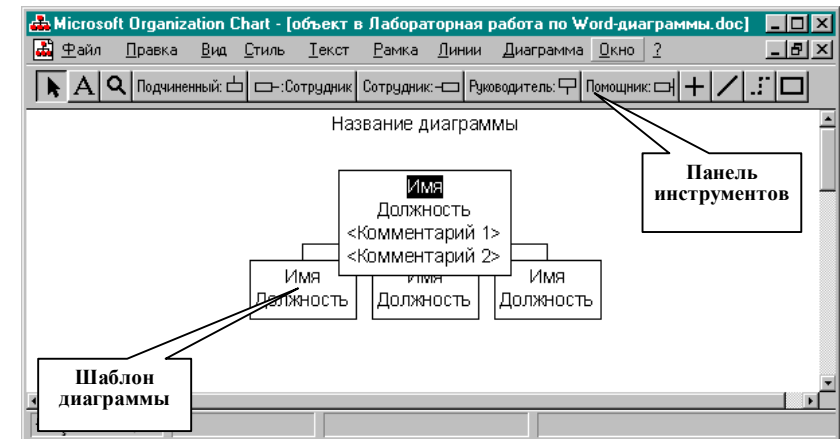 Microsoft Organization Chart - [объект в Лабораторная работа по Word-диаграммы.doc]
Файл Правка Вид Стиль Текст Рамка Линии Диаграмма Окно ?
A Подчиненный: :Сотрудник Сотрудник: Руководитель: Помощник:
Название диаграммы
Панель
инструментов
Имя
Должность
<Комментарий 1>
<Комментарий 2>
Имя Имя Имя
Должность Должность Должность
Шаблон
диаграммы